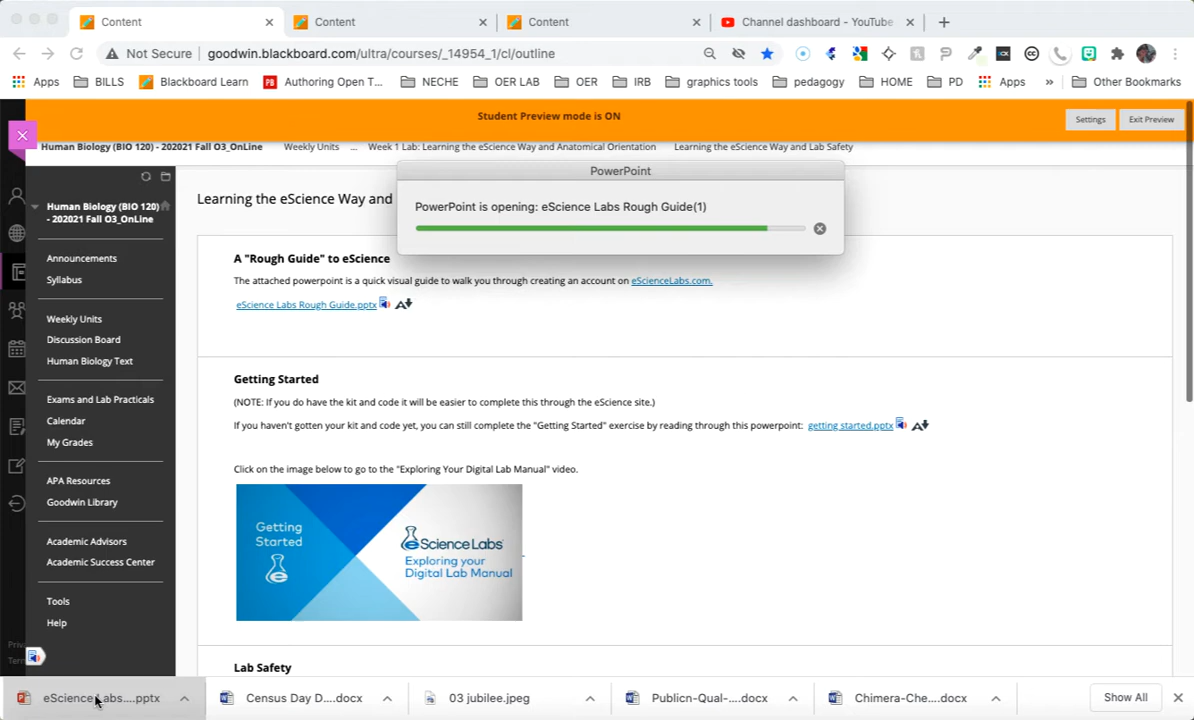 Content
Content
Content
Channel dashboard - YouTube
Not Secure
goodwin.blackboard.com/ultra/courses/_14954_1/cl/outline
Apps
BILLS
Blackboard Learn
Authoring Open T...
NECHE
OER LAB
OER
IRB
graphics tools
pedagogy
HOME
PD
Apps
»
Other Bookmarks
Student Preview mode is ON
Settings
Exit Preview
Human Biology (BIO 120) - 202021 Fall O3_OnLine
Weekly Units
...
Week 1 Lab: Learning the eScience Way and Anatomical Orientation
Learning the eScience Way and Lab Safety
PowerPoint
PowerPoint is opening: eScience Labs Rough Guide(1)
Human Biology (BIO 120)
- 202021 Fall O3_OnLine
Announcements
Syllabus
Weekly Units
Discussion Board
Human Biology Text
Exams and Lab Practicals
Calendar
My Grades
APA Resources
Goodwin Library
Academic Advisors
Academic Success Center
Tools
Help
Learning the eScience Way and
A "Rough Guide" to eScience
The attached powerpoint is a quick visual guide to walk you through creating an account on eScienceLabs.com.
eScience Labs Rough Guide.pptx
Getting Started
(NOTE: If you do have the kit and code it will be easier to complete this through the eScience site.)
If you haven't gotten your kit and code yet, you can still complete the "Getting Started" exercise by reading through this powerpoint: getting started.pptx
Click on the image below to go to the "Exploring Your Digital Lab Manual" video.
Getting
Started
eScience Labs
Exploring your
Digital Lab Manual
Lab Safety
eScience Labs....pptx
Census Day D....docx
03 jubilee.jpeg
Publicn-Qual-....docx
Chimera-Che....docx
Show All